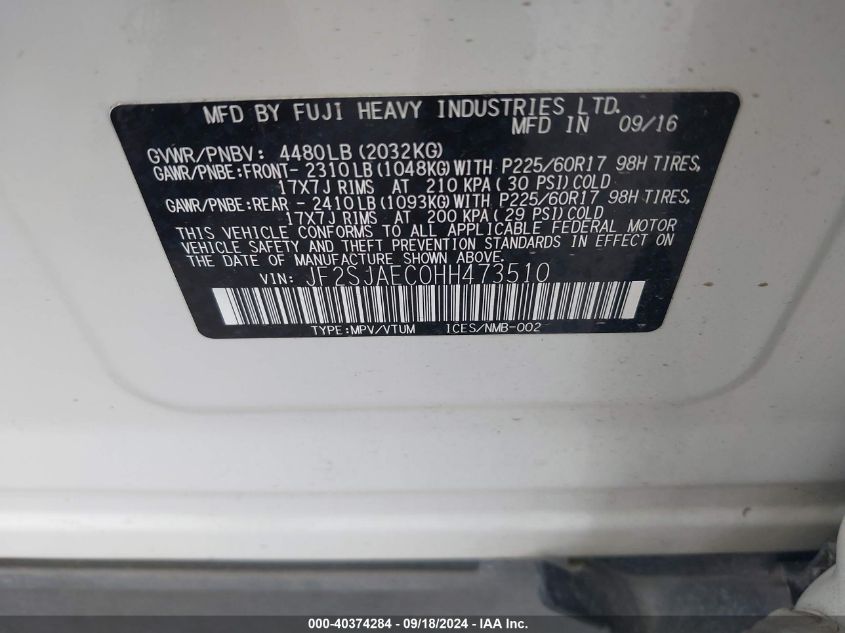 MFD BY FUJI HEAVY INDUSTRIES LTD.
MFD IN 09/16
GVWR/PNBV: 4480LB (2032KG)
GAWR/PNBE:FRONT- 2310LB(1048KG)WITH P225/60R17 98H TIRES,
17X7J RIMS AT 210 KPA( 30 PSI)COLD
GAWR/PNBE:REAR - 2410LB(1093KG)WITH P225/60R17 98H TIRES,
17X7J RIMS AT 200 KPA( 29 PSI)COLD
THIS VEHICLE CONFORMS TO ALL APPLICABLE FEDERAL MOTOR
VEHICLE SAFETY AND THEFT PREVENTION STANDARDS IN EFFECT ON
THE DATE OF MANUFACTURE SHOWN ABOVE.
VIN: JF2SJAEC0HH473510
TYPE:MPV/VTUM ICES/NMB-002
000-40374284 - 09/18/2024 - IAA Inc.